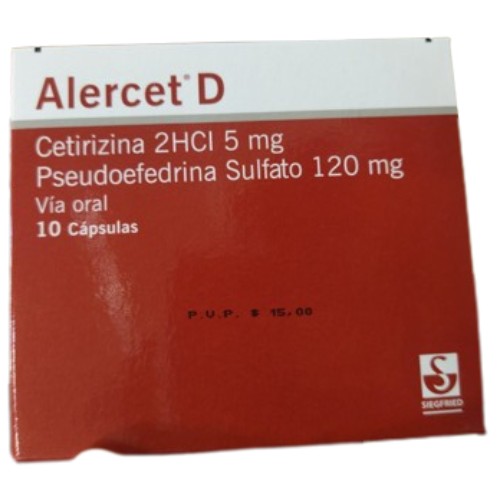 Alercet® D
Cetirizina 2HCl 5 mg
Pseudoefedrina Sulfato 120 mg
Vía oral
10 Cápsulas
P.V.P. $ 15.00
SIEGFRIED